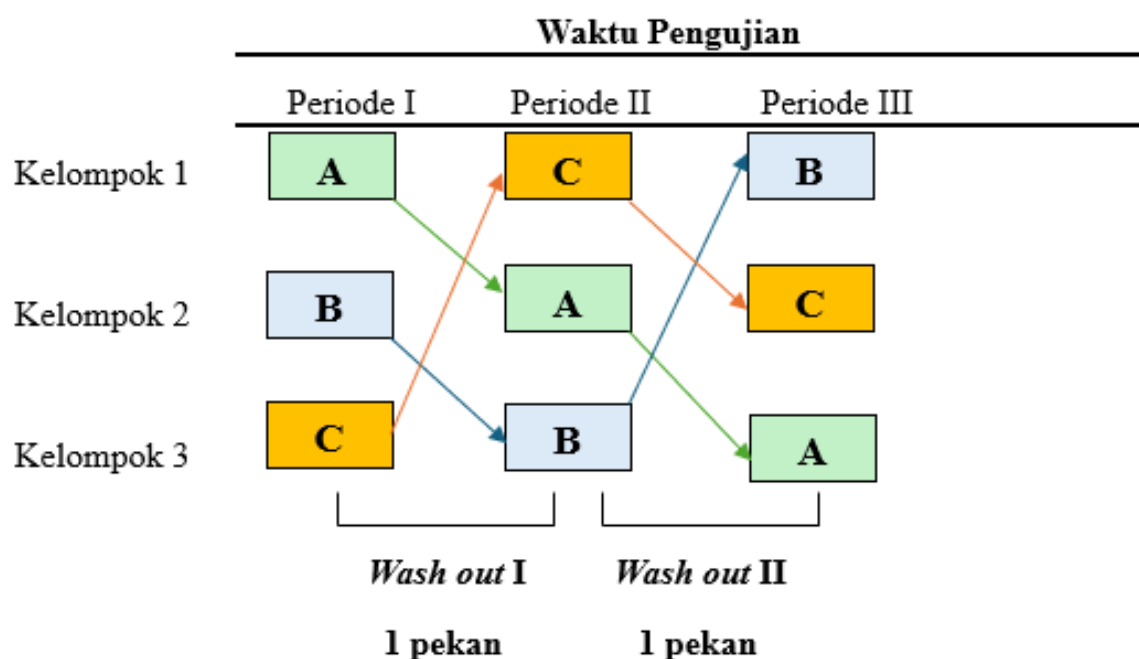 Waktu Pengujian
Periode I Periode II Periode III
Kelompok 1 A C B
Kelompok 2 B A C
Kelompok 3 C B A
Wash out I Wash out II
1 pekan 1 pekan